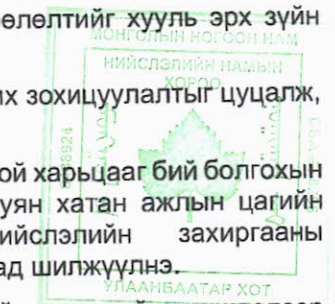 өлөлтийг хууль эрх зүйн
МОНГОЛЫН НОГООН НАМ
НИЙСЛЭЛИЙН НАМЫН
ХОРОО
их зохицуулалтыг цуцалж,
ой харьцааг бий болгохын
уян хатан ажлын цагийн
ийслэлийн захиргааны
ад шилжүүлнэ.
УЛААНБААТАР ХОТ